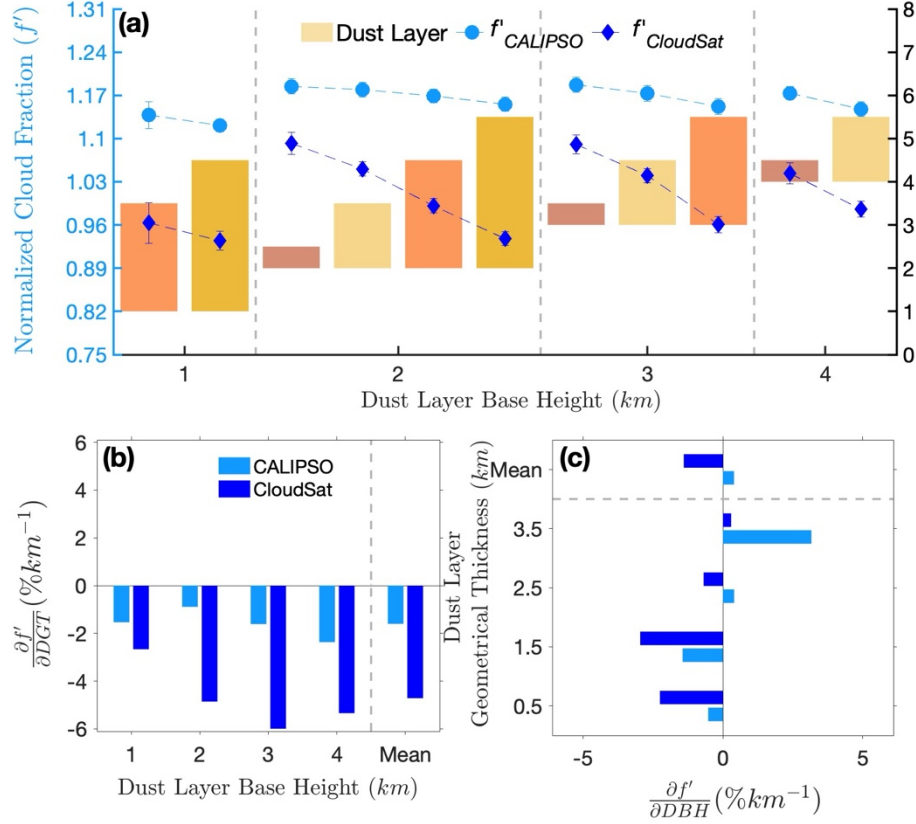 (a)
Dust Layer f'CALIPSO f'CloudSat
Normalized Cloud Fraction (f')
1.31
1.24
1.17
1.1
1.03
0.96
0.89
0.82
0.75
8
7
6
5
4
3
2
1
0
1 2 3 4
Dust Layer Base Height (km)
(b)
CALIPSO
CloudSat
∂f'/∂DGT (%km⁻¹)
6
4
2
0
-2
-4
-6
1 2 3 4 Mean
Dust Layer Base Height (km)
(c)
Dust Layer
Geometrical Thickness (km)
Mean
3.5
2.5
1.5
0.5
-5 0 5
∂f'/∂DBH (%km⁻¹)